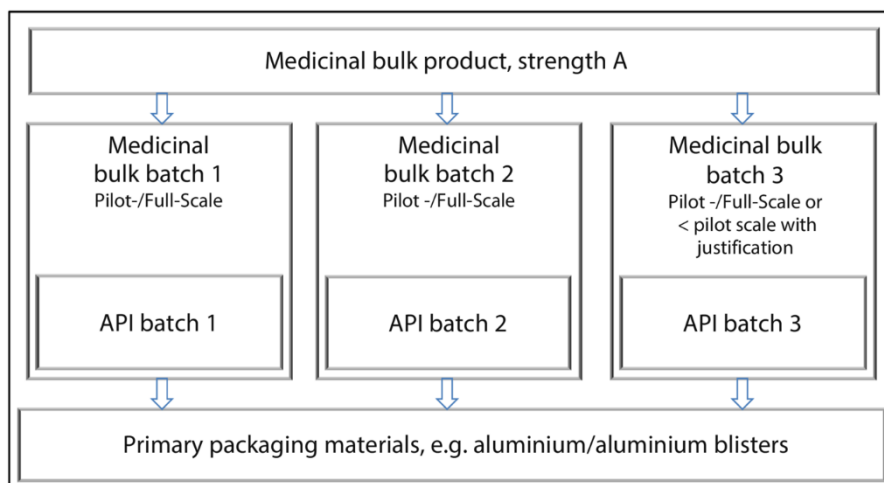 Medicinal bulk product, strength A
Medicinal
bulk batch 1
Pilot-/Full-Scale
API batch 1
Medicinal
bulk batch 2
Pilot -/Full-Scale
API batch 2
Medicinal bulk
batch 3
Pilot -/Full-Scale or
< pilot scale with
justification
API batch 3
Primary packaging materials, e.g. aluminium/aluminium blisters